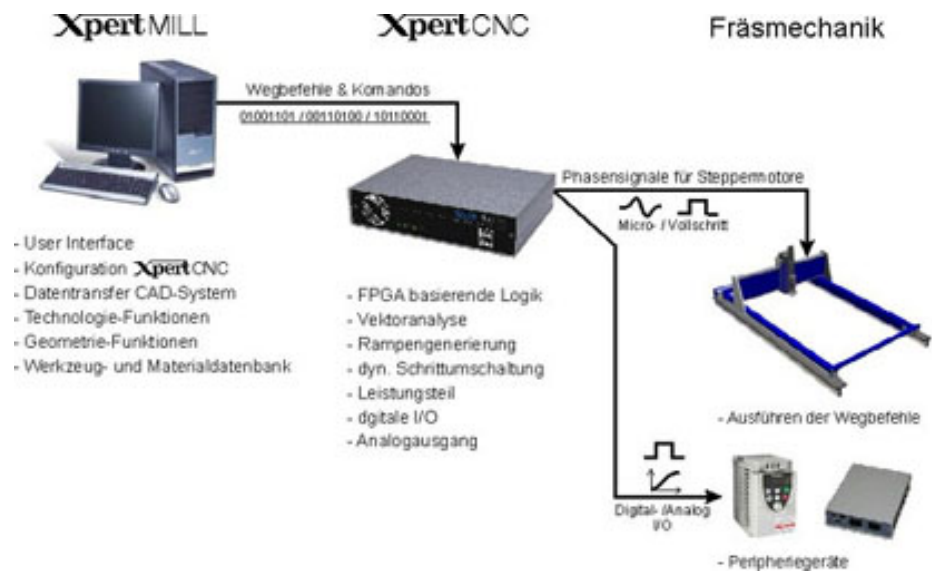 XpertMILL
XpertCNC
Fräsmechanik
Wegbefehle & Komandos
01001101 / 00110100 / 10110001
Phasensignale für Steppermotore
Micro- / Vollschritt
- User Interface
- Konfiguration XpertCNC
- Datentransfer CAD-System
- Technologie-Funktionen
- Geometrie-Funktionen
- Werkzeug- und Materialdatenbank
- FPGA basierende Logik
- Vektoranalyse
- Rampengenerierung
- dyn. Schrittumschaltung
- Leistungsteil
- dgitale I/O
- Analogausgang
- Ausführen der Wegbefehle
Digital- /Analog
I/O
- Peripheriegeräte